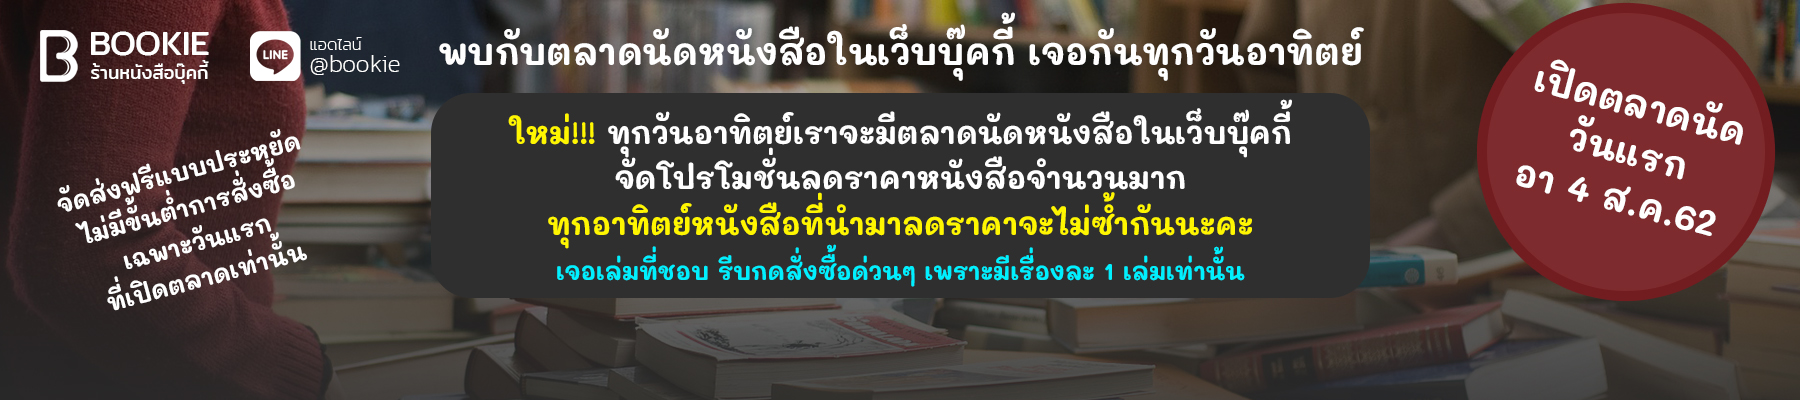 BOOKIE
ร้านหนังสือบุ๊คกี้
LINE
แอดไลน์
@bookie
พบกับตลาดนัดหนังสือในเว็บบุ๊คกี้ เจอกันทุกวันอาทิตย์
ใหม่!!! ทุกวันอาทิตย์เราจะมีตลาดนัดหนังสือในเว็บบุ๊คกี้
จัดโปรโมชั่นลดราคาหนังสือจำนวนมาก
ทุกอาทิตย์หนังสือที่นำมาลดราคาจะไม่ซ้ำกันนะคะ
เจอเล่มที่ชอบ รีบกดสั่งซื้อด่วนๆ เพราะมีเรื่องละ 1 เล่มเท่านั้น
จัดส่งฟรีแบบประหยัด
ไม่มีขั้นต่ำการสั่งซื้อ
เฉพาะวันแรก
ที่เปิดตลาดเท่านั้น
เปิดตลาดนัด
วันแรก
อา 4 ส.ค.62